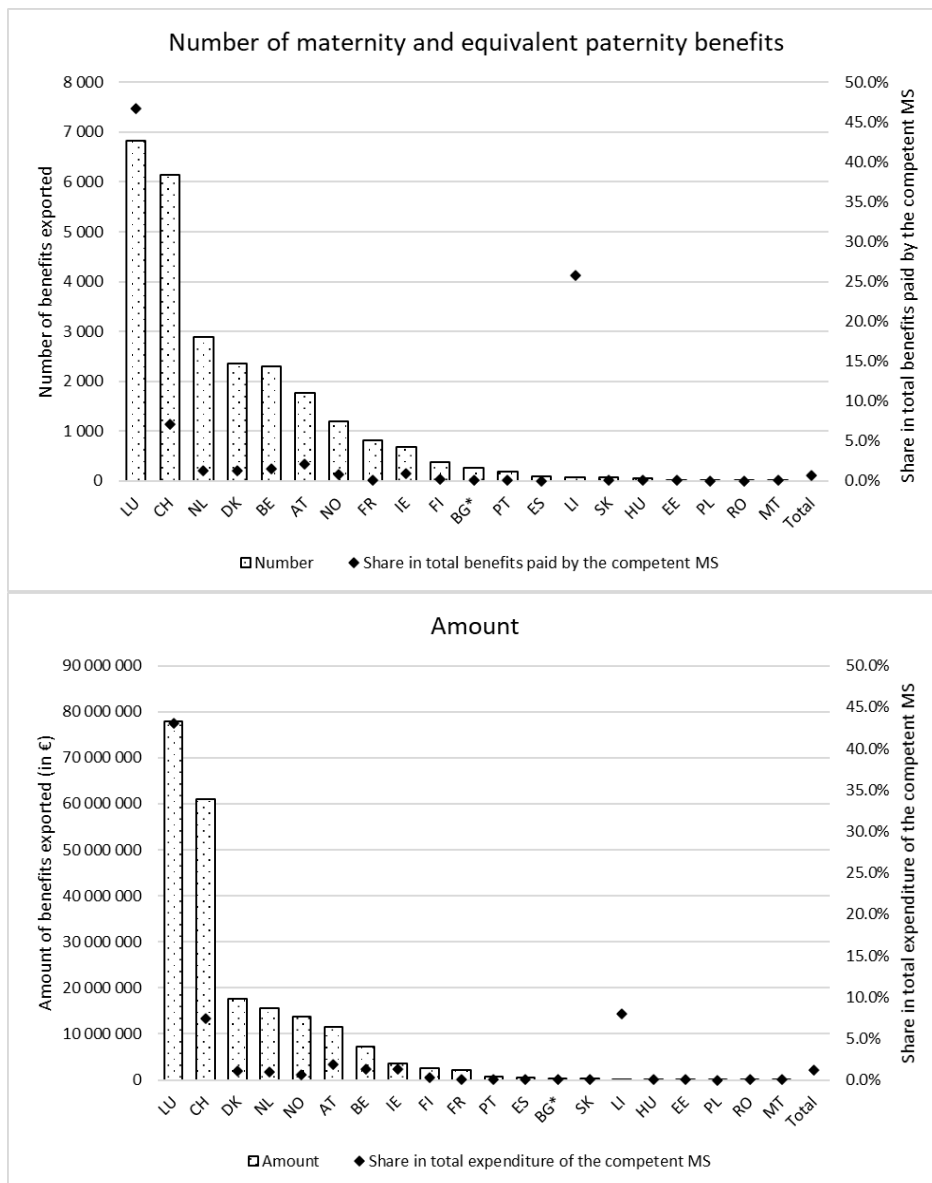 Number of maternity and equivalent paternity benefits
Number of benefits exported
8 000
7 000
6 000
5 000
4 000
3 000
2 000
1 000
0
50.0%
45.0%
40.0%
35.0%
30.0%
25.0%
20.0%
15.0%
10.0%
5.0%
0.0%
Share in total benefits paid by the competent MS
LU CH NL DK BE AT NO FR IE FI BG* PT ES LI SK HU EE PL RO MT Total
Number Share in total benefits paid by the competent MS
Amount
Amount of benefits exported (in €)
90 000 000
80 000 000
70 000 000
60 000 000
50 000 000
40 000 000
30 000 000
20 000 000
10 000 000
0
50.0%
45.0%
40.0%
35.0%
30.0%
25.0%
20.0%
15.0%
10.0%
5.0%
0.0%
Share in total expenditure of the competent MS
LU CH DK NL NO AT BE IE FI FR PT ES BG* SK LI HU EE PL RO MT Total
Amount Share in total expenditure of the competent MS